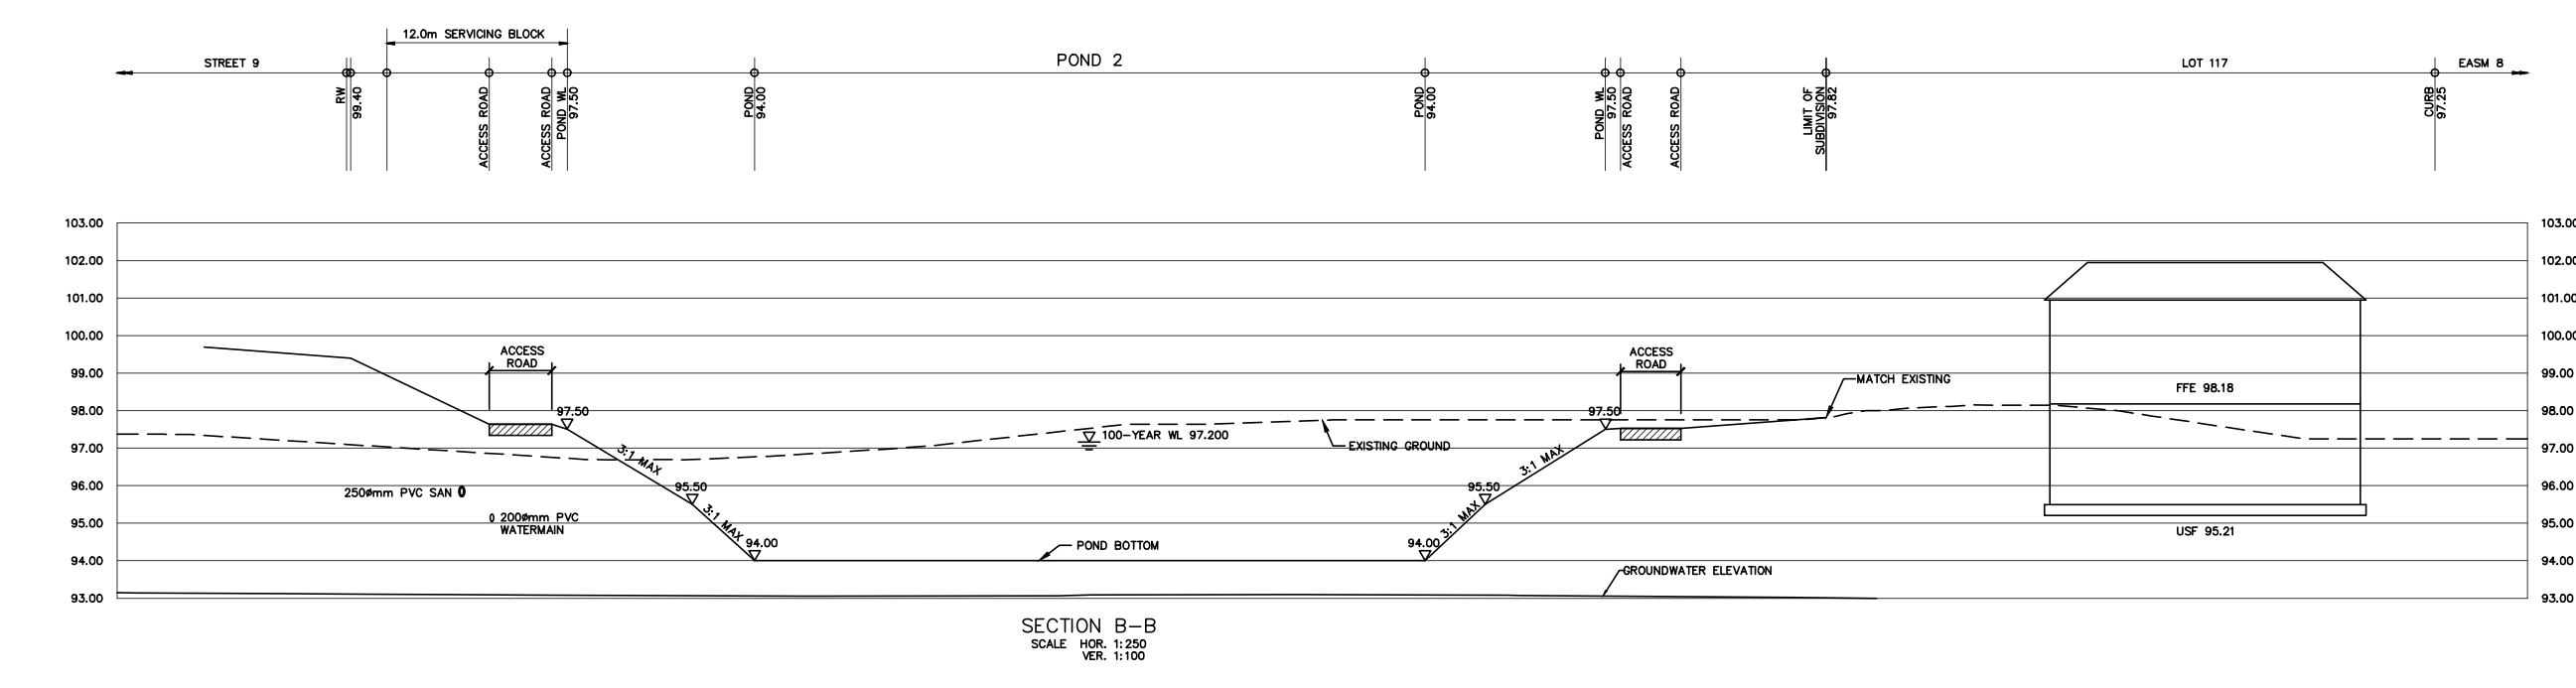 12.0m SERVICING BLOCK
STREET 9
POND 2
LOT 117
EASM 8
RW
99.40
ACCESS ROAD
ACCESS ROAD
POND WL
97.50
POND
94.00
POND
94.00
POND WL
97.50
ACCESS ROAD
ACCESS ROAD
LIMIT OF
SUBDIVISION
97.82
CURB
97.25
103.00
103.00
102.00
102.00
101.00
101.00
100.00
100.00
99.00
99.00
98.00
98.00
97.00
97.00
96.00
96.00
95.00
95.00
94.00
94.00
93.00
93.00
ACCESS
ROAD
97.50
3:1 MAX
95.50
3:1 MAX
94.00
250ømm PVC SAN
200ømm PVC
WATERMAIN
100-YEAR WL 97.200
EXISTING GROUND
POND BOTTOM
94.00
3:1 MAX
95.50
3:1 MAX
97.50
ACCESS
ROAD
MATCH EXISTING
GROUNDWATER ELEVATION
FFE 98.18
USF 95.21
SECTION B-B
SCALE HOR. 1:250
VER. 1:100